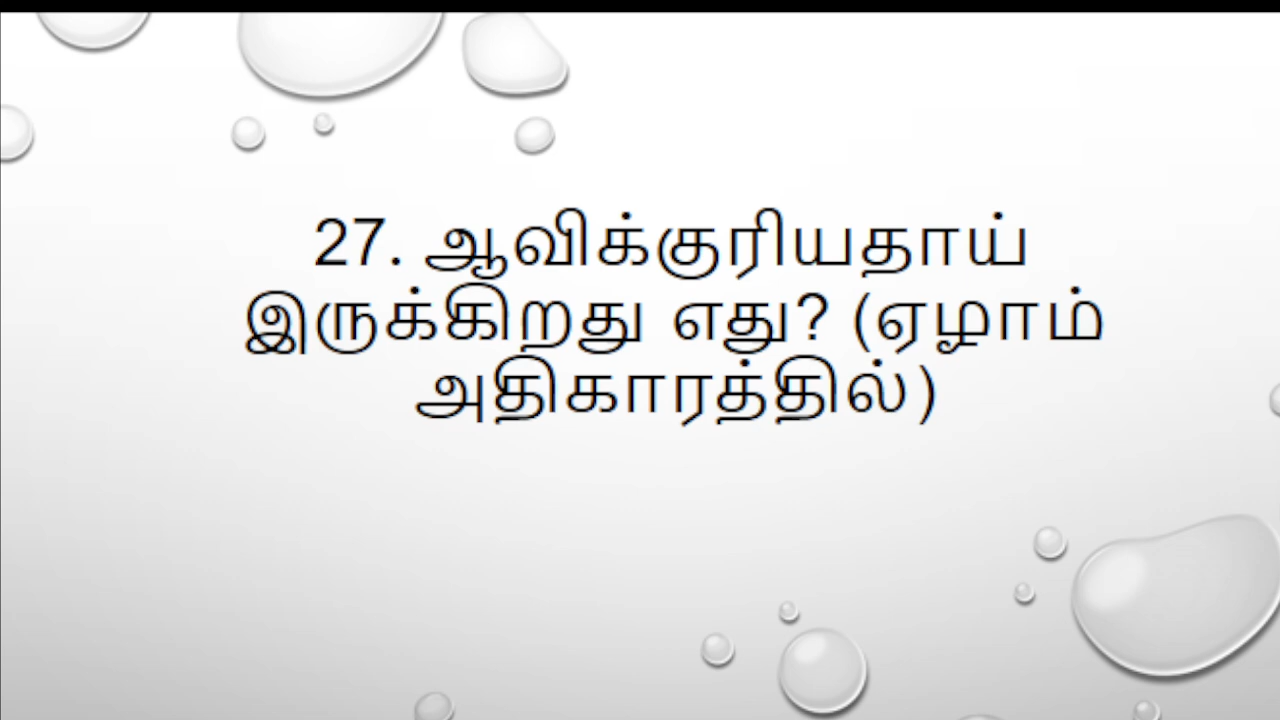 27. ஆவிக்குரியதாய்
இருக்கிறது எது? (ஏழாம்
அதிகாரத்தில்)